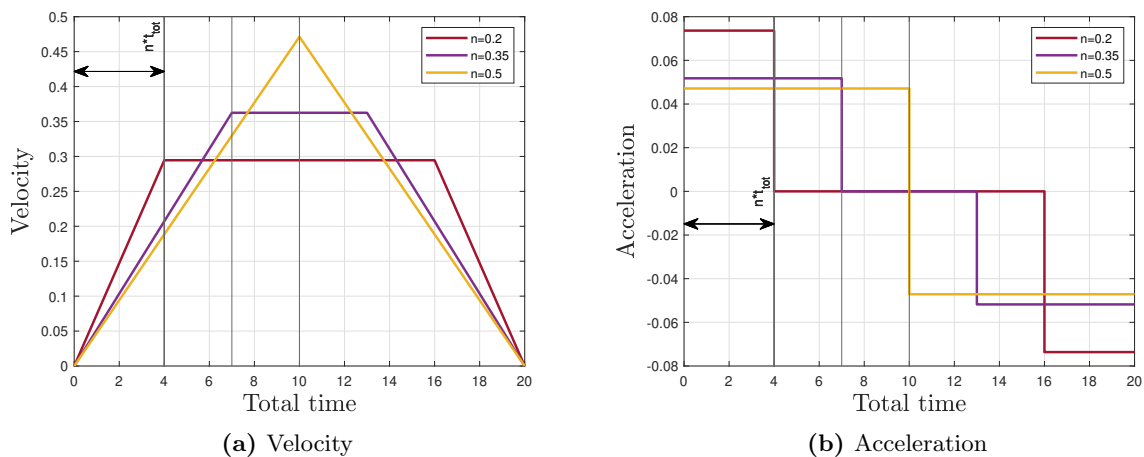 0.5
0.45
0.4
0.35
0.3
0.25
0.2
0.15
0.1
0.05
0
Velocity
n*t_tot
n=0.2
n=0.35
n=0.5
0 2 4 6 8 10 12 14 16 18 20
Total time
(a) Velocity
0.08
0.06
0.04
0.02
0
-0.02
-0.04
-0.06
-0.08
Acceleration
n*t_tot
n=0.2
n=0.35
n=0.5
0 2 4 6 8 10 12 14 16 18 20
Total time
(b) Acceleration